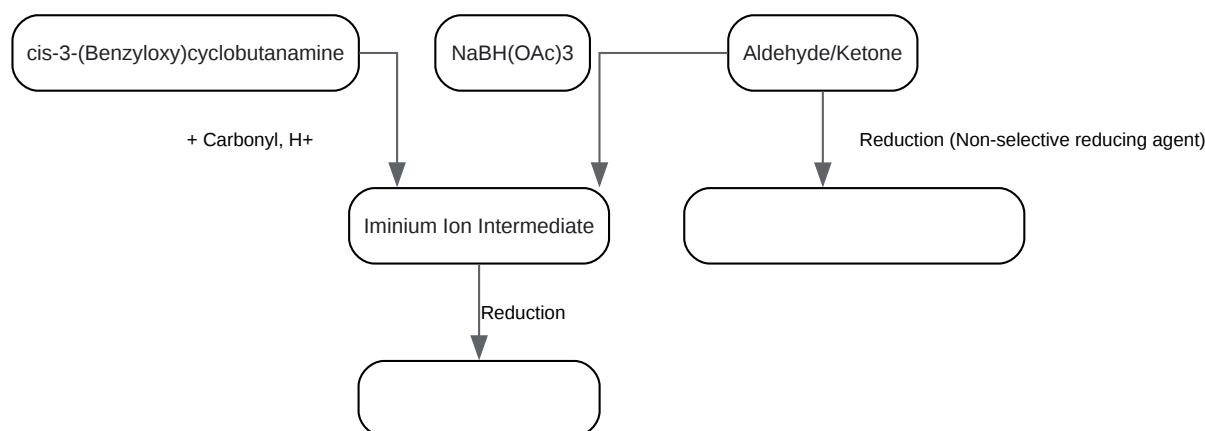 cis-3-(Benzyloxy)cyclobutanamine
NaBH(OAc)3
Aldehyde/Ketone
+ Carbonyl, H+
Reduction (Non-selective reducing agent)
Iminium Ion Intermediate
Reduction